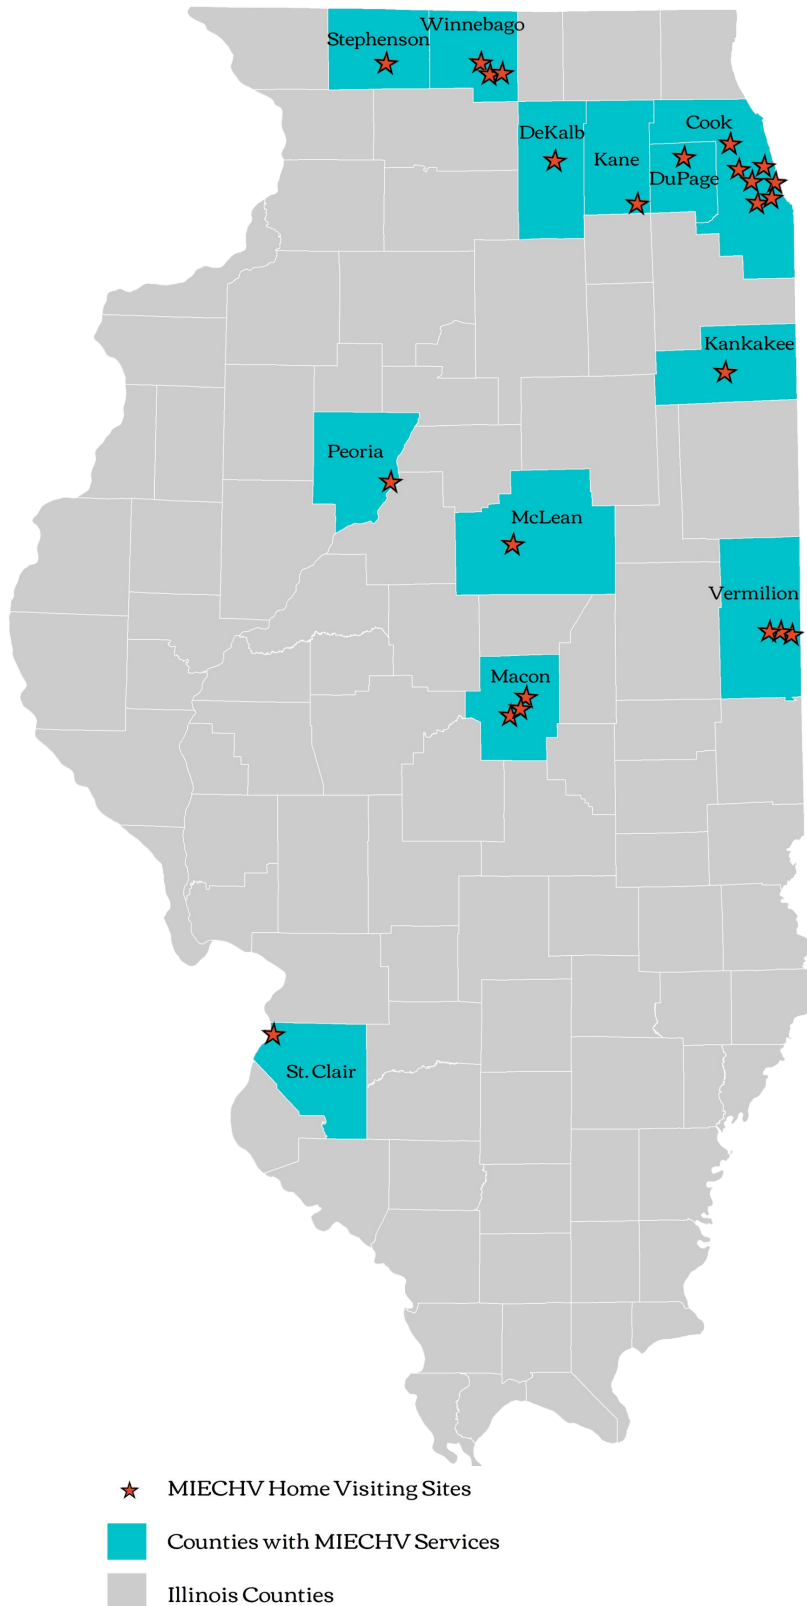 Winnebago
Stephenson
Cook
DeKalb
Kane
DuPage
Kankakee
Peoria
McLean
Vermilion
Macon
St. Clair
MIECHV Home Visiting Sites
Counties with MIECHV Services
Illinois Counties